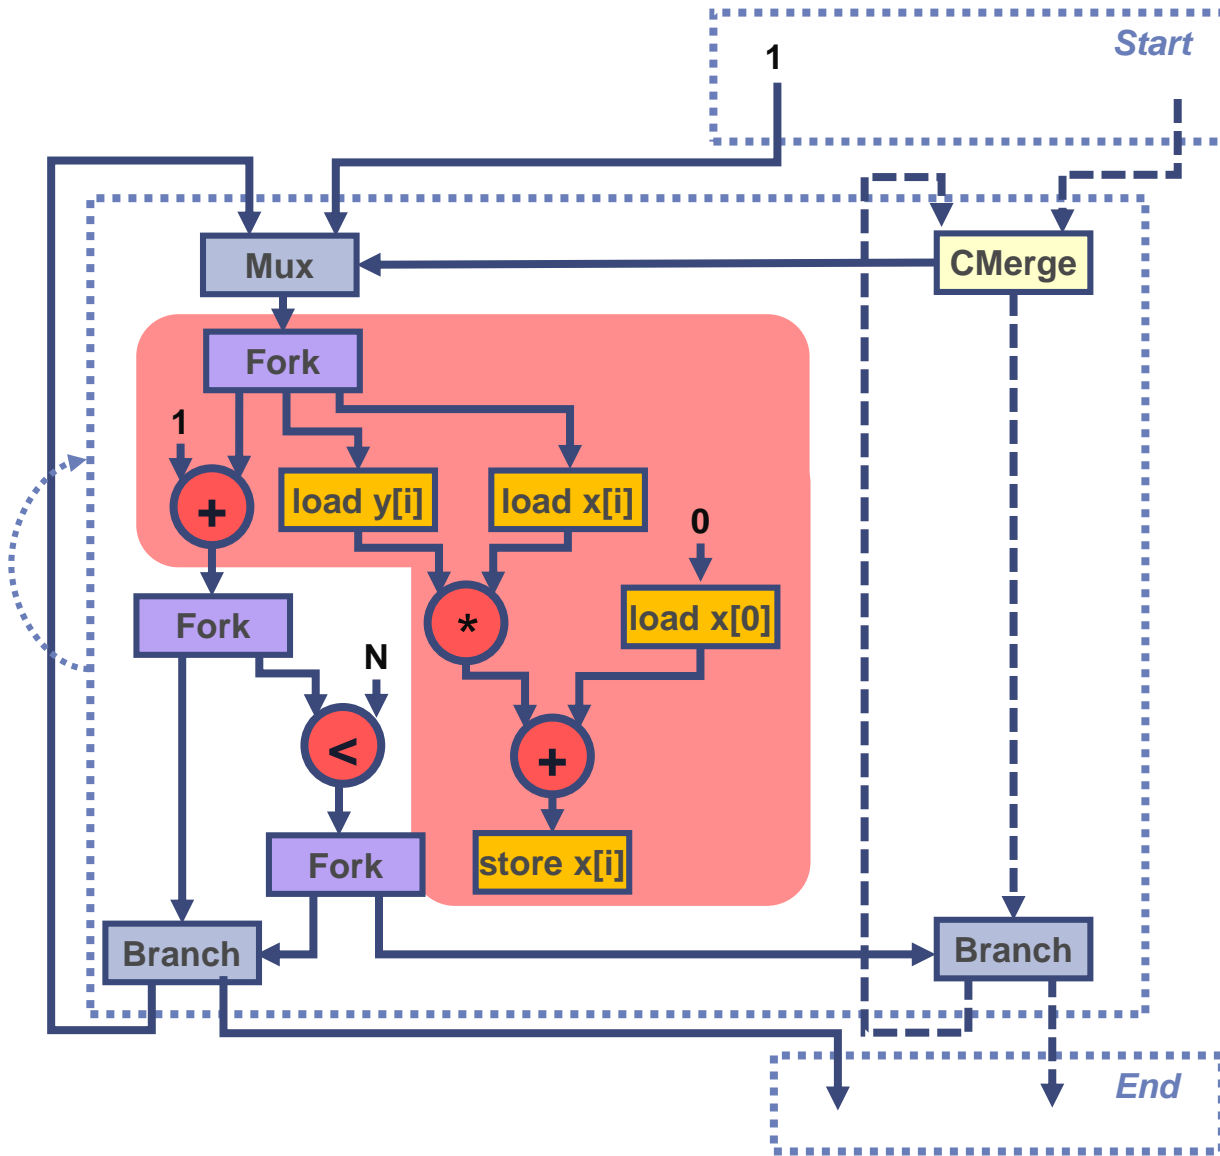 Start
1
Mux
CMerge
Fork
1
+
load y[i]
load x[i]
0
*
load x[0]
Fork
N
<
+
Fork
store x[i]
Branch
Branch
End